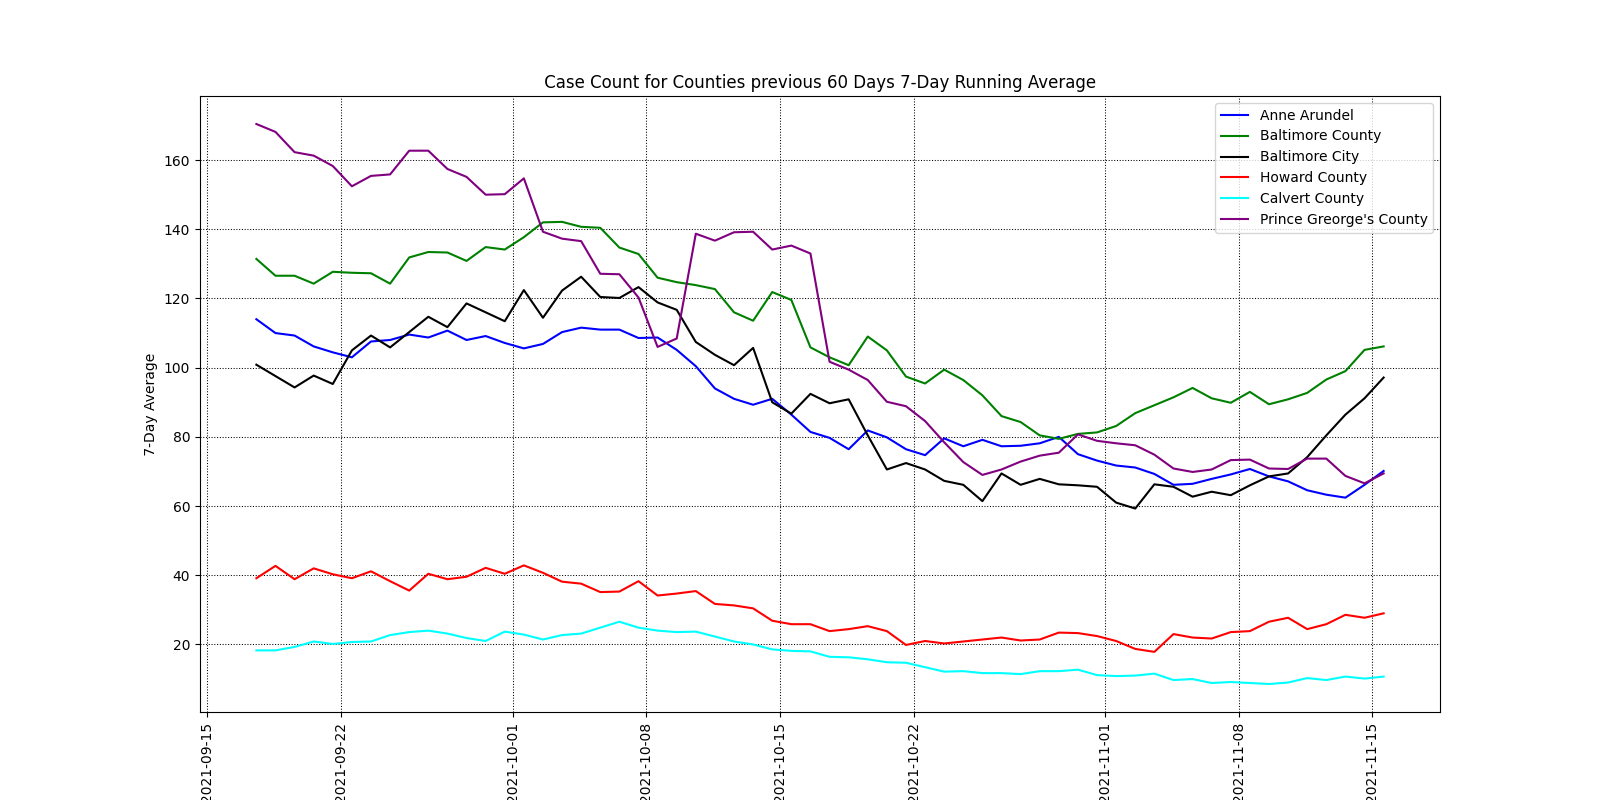 Case Count for Counties previous 60 Days 7-Day Running Average
Anne Arundel
Baltimore County
Baltimore City
Howard County
Calvert County
Prince Greorge's County
7-Day Average
160
140
120
100
80
60
40
20
2021-09-15
2021-09-22
2021-10-01
2021-10-08
2021-10-15
2021-10-22
2021-11-01
2021-11-08
2021-11-15